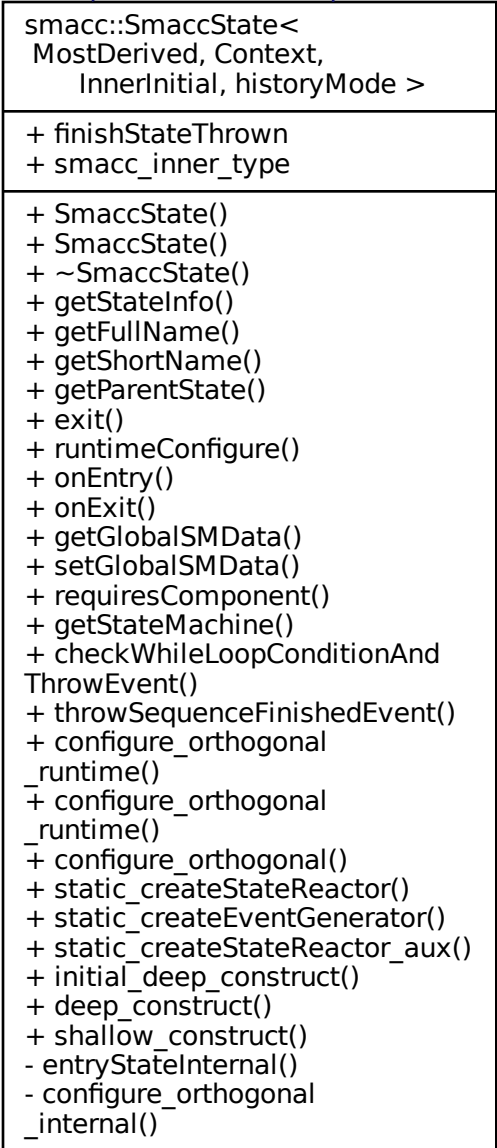 smacc::SmaccState<
MostDerived, Context,
InnerInitial, historyMode >
+ finishStateThrown
+ smacc_inner_type
+ SmaccState()
+ SmaccState()
+ ~SmaccState()
+ getStateInfo()
+ getFullName()
+ getShortName()
+ getParentState()
+ exit()
+ runtimeConfigure()
+ onEntry()
+ onExit()
+ getGlobalSMData()
+ setGlobalSMData()
+ requiresComponent()
+ getStateMachine()
+ checkWhileLoopConditionAnd
ThrowEvent()
+ throwSequenceFinishedEvent()
+ configure_orthogonal
_runtime()
+ configure_orthogonal
_runtime()
+ configure_orthogonal()
+ static_createStateReactor()
+ static_createEventGenerator()
+ static_createStateReactor_aux()
+ initial_deep_construct()
+ deep_construct()
+ shallow_construct()
- entryStateInternal()
- configure_orthogonal
_internal()